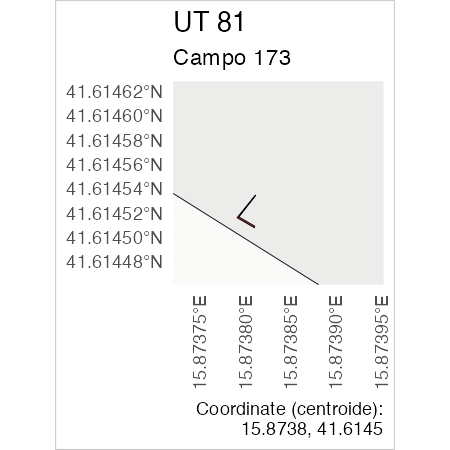 UT 81
Campo 173
41.61462°N
41.61460°N
41.61458°N
41.61456°N
41.61454°N
41.61452°N
41.61450°N
41.61448°N
15.87375°E
15.87380°E
15.87385°E
15.87390°E
15.87395°E
Coordinate (centroide):
15.8738, 41.6145